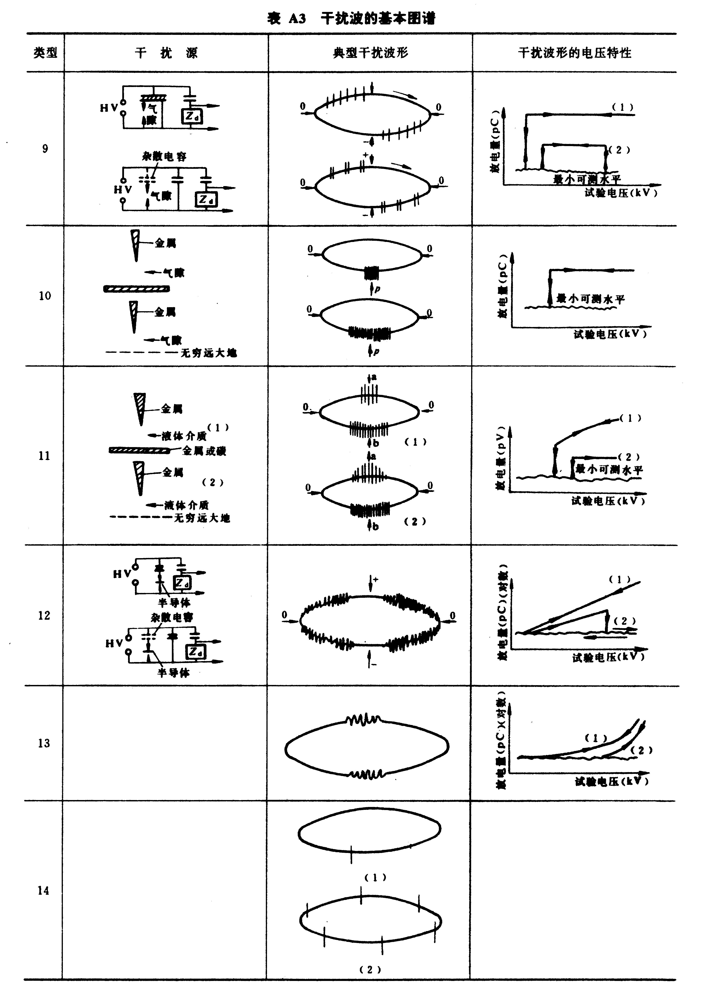 表 A3 干扰波的基本图谱
类型 干扰源 典型干扰波形 干扰波形的电压特性
9
HV
气隙
Zd
杂散电容
HV
气隙
Zd
0 0
−
+
0 0
−
放电量(pC)
(1)
(2)
最小可测水平
试验电压(kV)
10
金属
气隙
金属
气隙
无穷远大地
0 0
p
0 0
p
放电量(pC)
最小可测水平
试验电压(kV)
11
金属
(1)
液体介质
金属或碳
金属
(2)
液体介质
无穷远大地
a
0 0
b
(1)
a
0 0
b
(2)
放电量(pV)
(1)
(2)
最小可测水平
试验电压(kV)
12
HV
Zd
半导体
杂散电容
HV
Zd
半导体
+
0 0
−
放电量(pC)(对数)
(1)
(2)
试验电压(kV)
13
放电量(pC)(对数)
(1)
(2)
试验电压(kV)
14
(1)
(2)